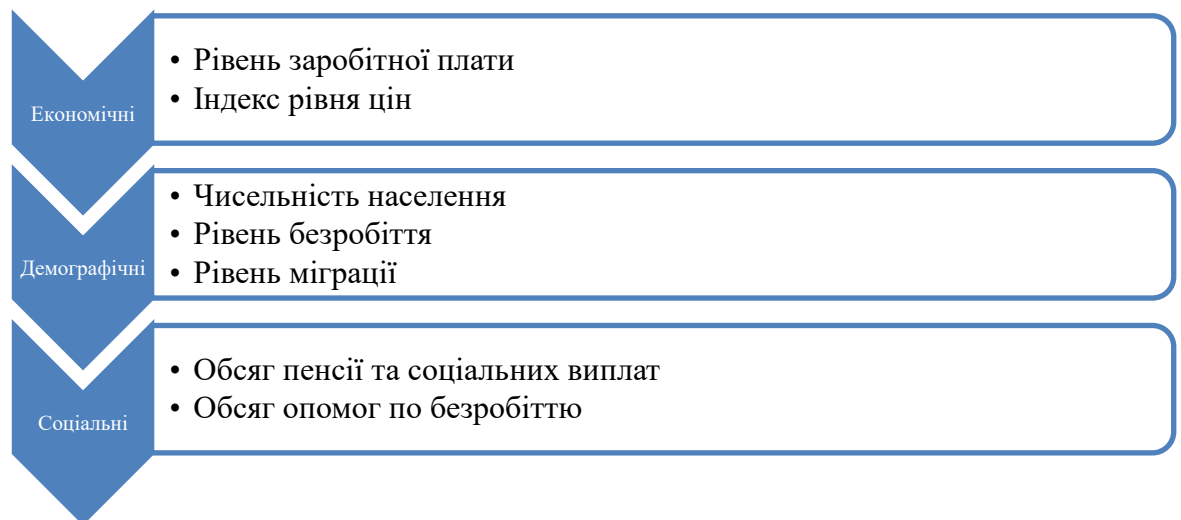 Економічні
• Рівень заробітної плати
• Індекс рівня цін
Демографічні
• Чисельність населення
• Рівень безробіття
• Рівень міграції
Соціальні
• Обсяг пенсії та соціальних виплат
• Обсяг опомог по безробіттю